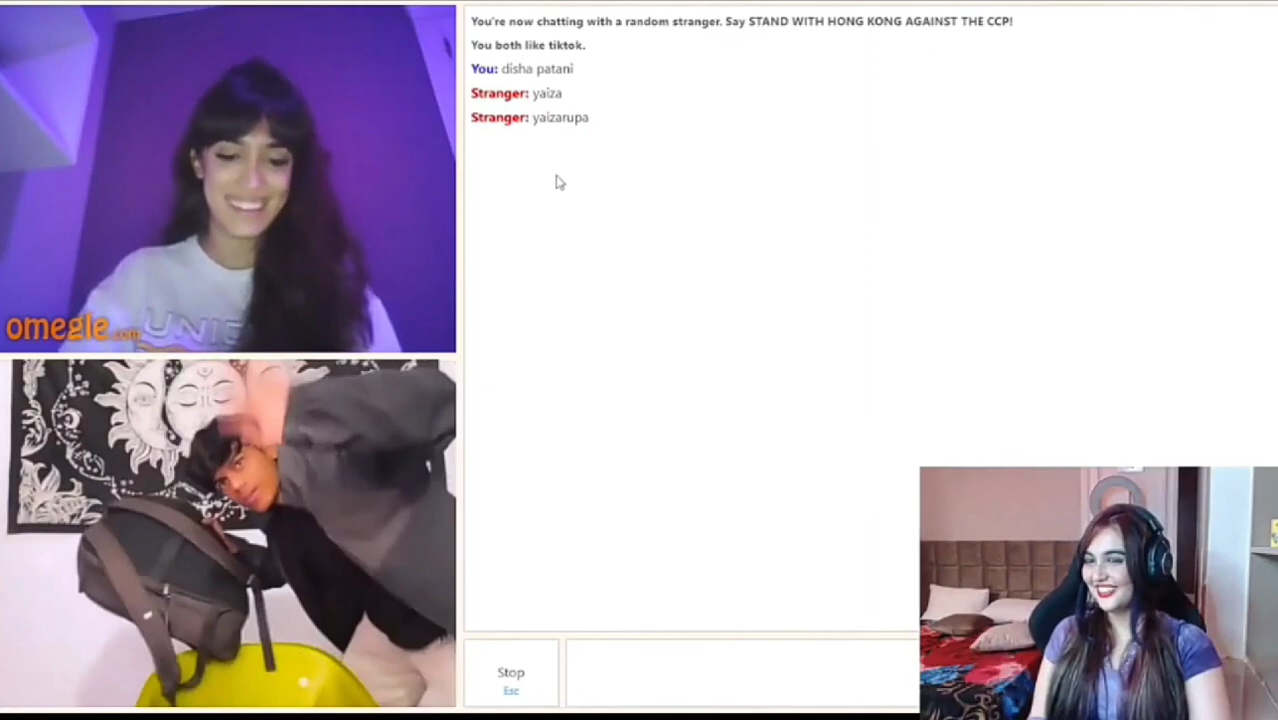 You're now chatting with a random stranger. Say STAND WITH HONG KONG AGAINST THE CCP!
You both like tiktok.
You: disha patani
Stranger: yaiza
Stranger: yaizarupa
omegle.com
UNIC
Stop
Esc